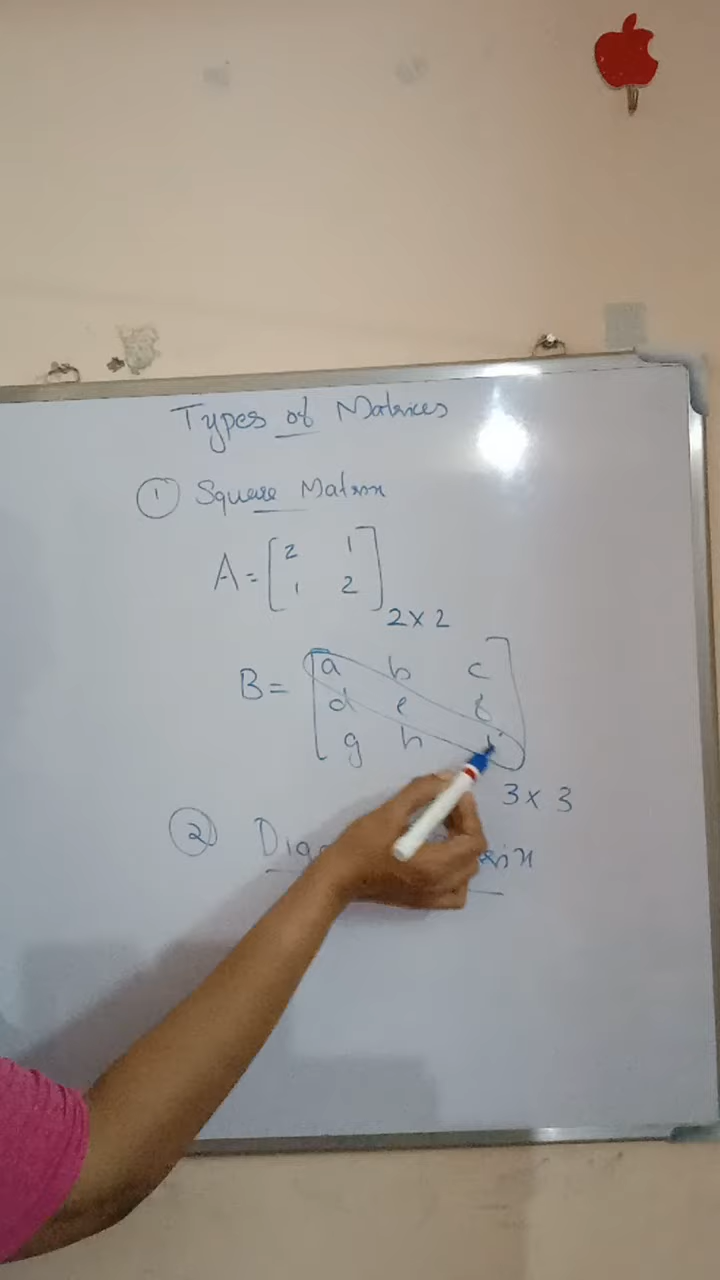 Types of Matrices
① Square Matrix
A = [2 1
1 2] 2×2
B = [a b c
d e f
g h i] 3×3
②